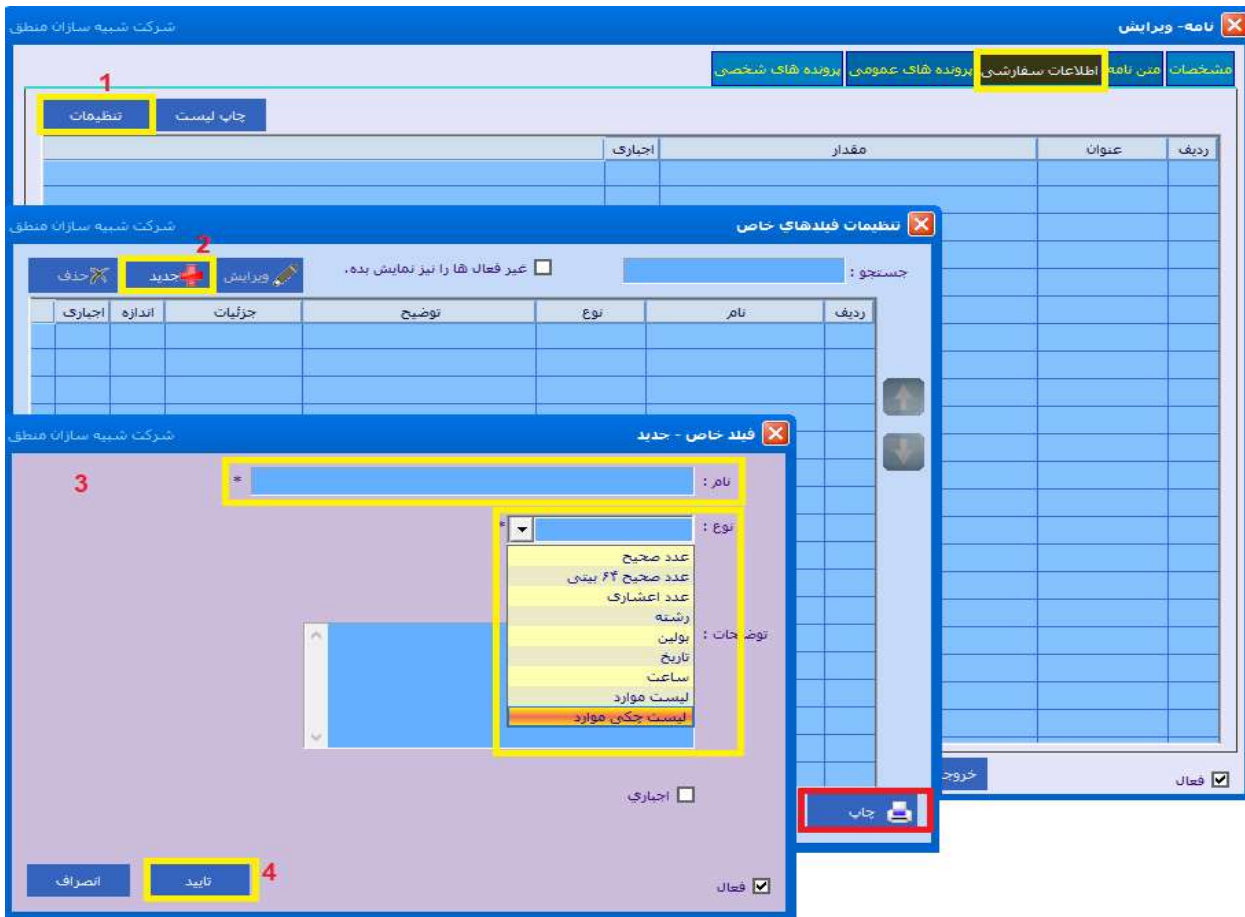 نامه- ویرایش
شرکت شبیه سازان منطق
مشخصات متن نامه اطلاعات سفارشی پرونده های عمومی پرونده های شخصی
1
چاپ لیست تنظیمات
ردیف عنوان مقدار اجباری
تنظیمات فیلدهاي خاص
شرکت شبیه سازان منطق
2
جستجو : غیر فعال ها را نیز نمایش بده. ویرایش جدید حذف
ردیف نام نوع توضیح جزئیات اندازه اجباری
فیلد خاص - جدید
شرکت شبیه سازان منطق
3
نام : *
نوع : *
عدد صحیح
عدد صحیح ۶۴ بیتی
عدد اعشاری
رشته
بولین
تاریخ
ساعت
لیست موارد
لیست چکی موارد
توضیحات :
اجباري
فعال
4
تایید انصراف
چاپ
خروج
فعال